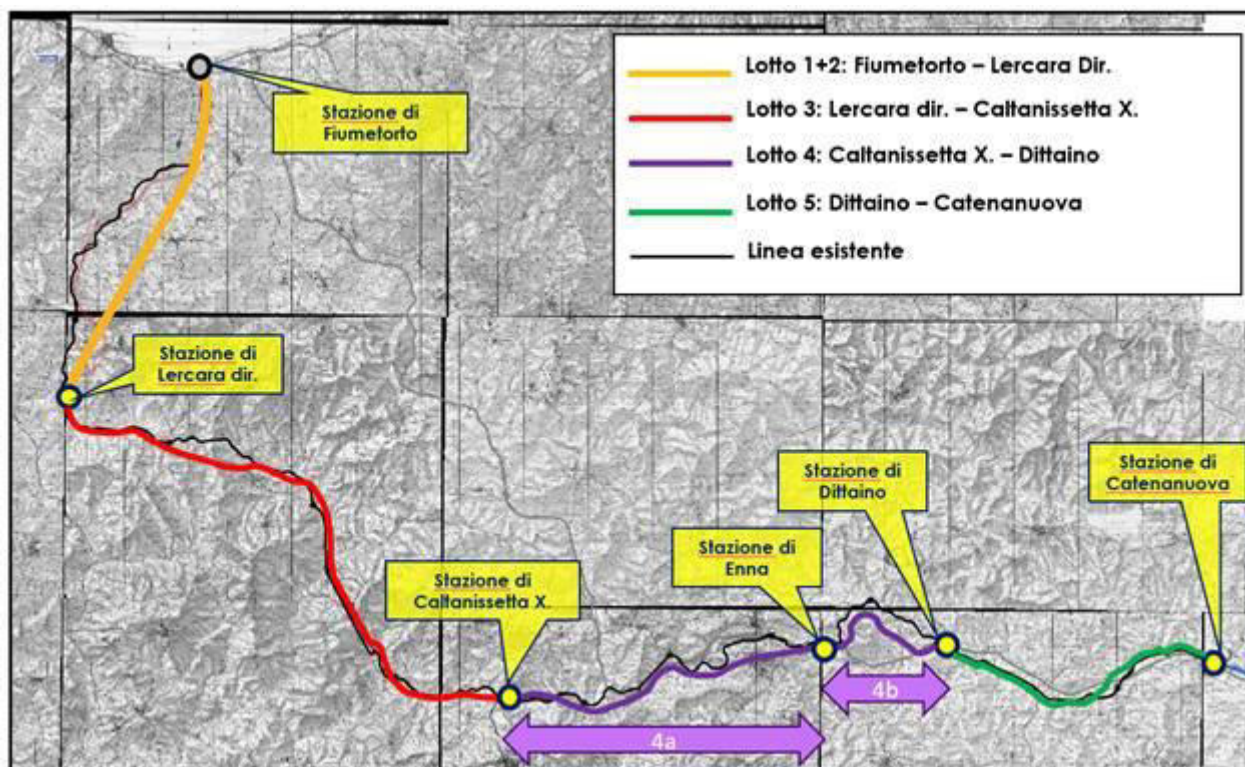 Lotto 1+2: Fiumetorto – Lercara Dir.
Lotto 3: Lercara dir. – Caltanissetta X.
Lotto 4: Caltanissetta X. – Dittaino
Lotto 5: Dittaino – Catenanuova
Linea esistente
Stazione di
Fiumetorto
Stazione di
Lercara dir.
Stazione di
Caltanissetta X.
Stazione di
Enna
Stazione di
Dittaino
Stazione di
Catenanuova
4a
4b